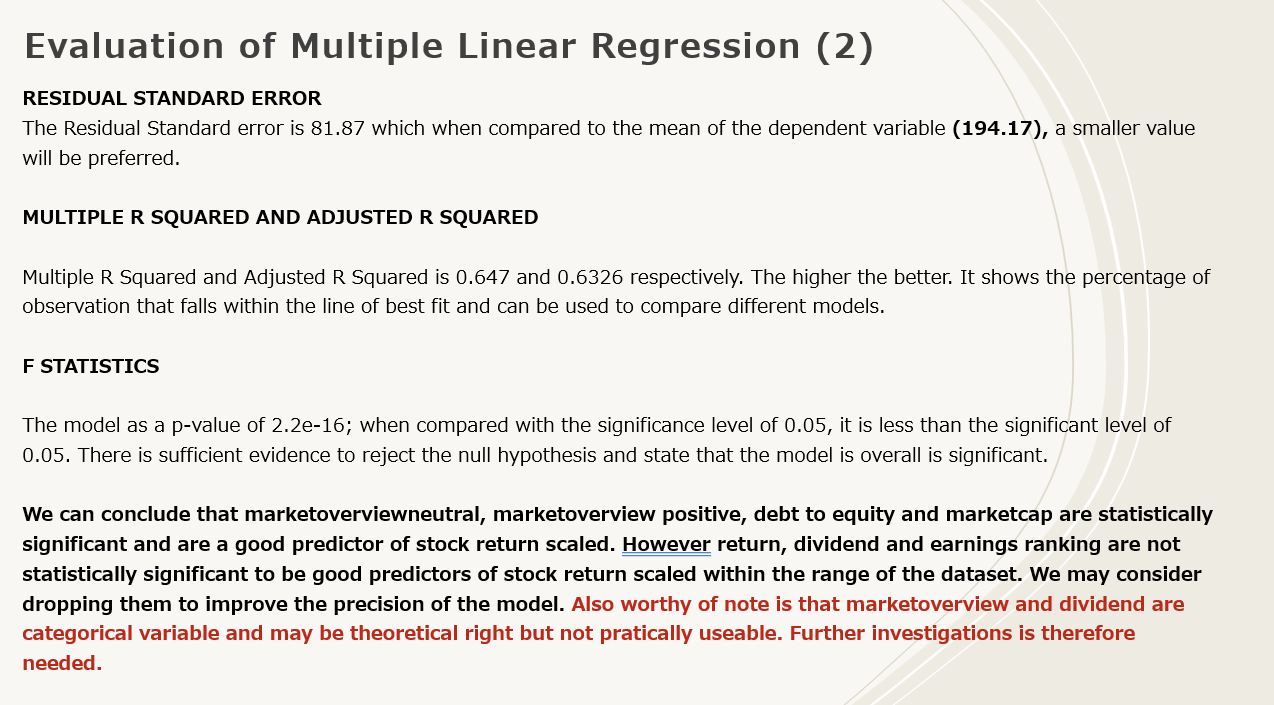 Evaluation of Multiple Linear Regression (2)
RESIDUAL STANDARD ERROR
The Residual Standard error is 81.87 which when compared to the mean of the dependent variable (194.17), a smaller value
will be preferred.
MULTIPLE R SQUARED AND ADJUSTED R SQUARED
Multiple R Squared and Adjusted R Squared is 0.647 and 0.6326 respectively. The higher the better. It shows the percentage of
observation that falls within the line of best fit and can be used to compare different models.
F STATISTICS
The model as a p-value of 2.2e-16; when compared with the significance level of 0.05, it is less than the significant level of
0.05. There is sufficient evidence to reject the null hypothesis and state that the model is overall is significant.
We can conclude that marketoverviewneutral, marketoverview positive, debt to equity and marketcap are statistically
significant and are a good predictor of stock return scaled. However return, dividend and earnings ranking are not
statistically significant to be good predictors of stock return scaled within the range of the dataset. We may consider
dropping them to improve the precision of the model. Also worthy of note is that marketoverview and dividend are
categorical variable and may be theoretical right but not pratically useable. Further investigations is therefore
needed.